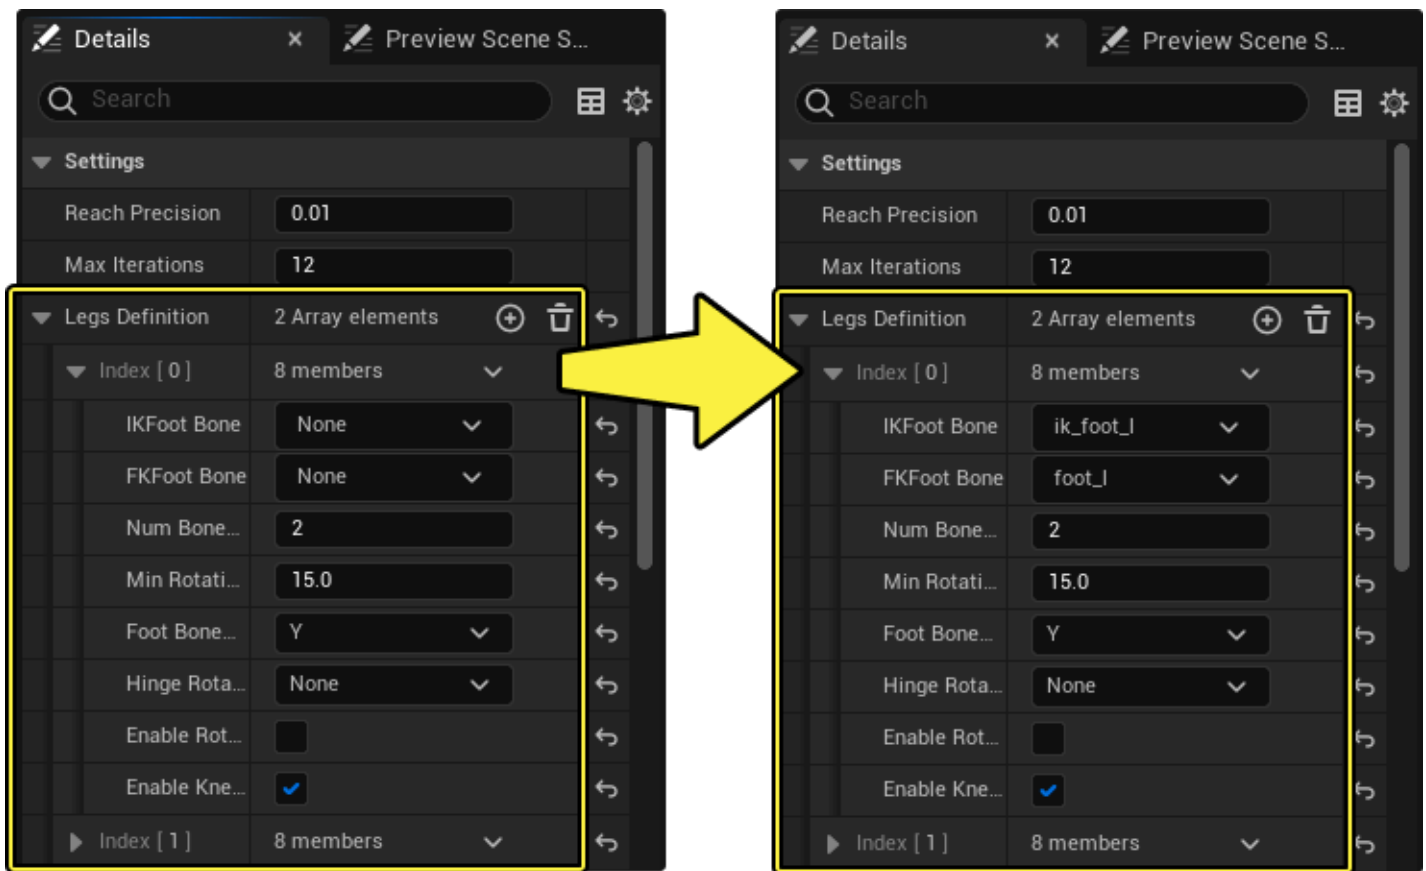 Details × Preview Scene S...
Search
Settings
Reach Precision 0.01
Max Iterations 12
Legs Definition 2 Array elements
Index [ 0 ] 8 members
IKFoot Bone None
FKFoot Bone None
Num Bone... 2
Min Rotati... 15.0
Foot Bone... Y
Hinge Rota... None
Enable Rot...
Enable Kne...
Index [ 1 ] 8 members
Details × Preview Scene S...
Search
Settings
Reach Precision 0.01
Max Iterations 12
Legs Definition 2 Array elements
Index [ 0 ] 8 members
IKFoot Bone ik_foot_l
FKFoot Bone foot_l
Num Bone... 2
Min Rotati... 15.0
Foot Bone... Y
Hinge Rota... None
Enable Rot...
Enable Kne...
Index [ 1 ] 8 members